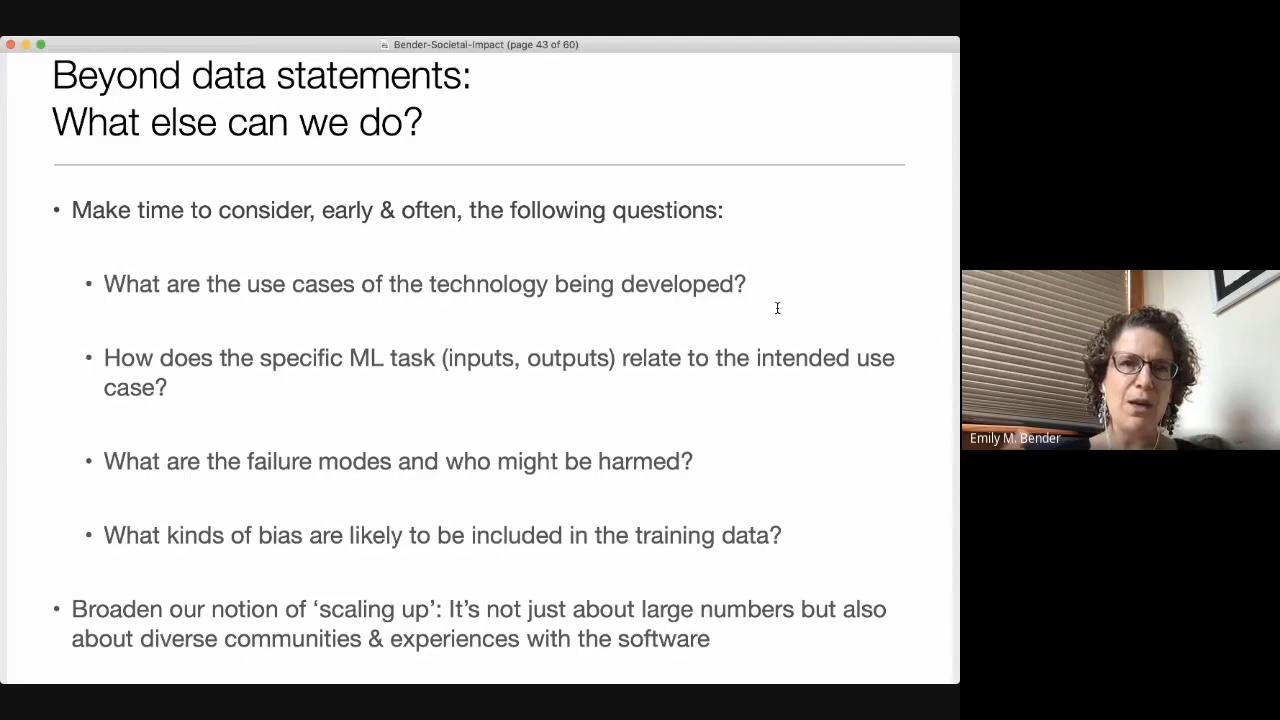 Bender-Societal-Impact (page 43 of 60)
Beyond data statements:
What else can we do?
• Make time to consider, early & often, the following questions:
• What are the use cases of the technology being developed?
• How does the specific ML task (inputs, outputs) relate to the intended use
case?
• What are the failure modes and who might be harmed?
• What kinds of bias are likely to be included in the training data?
• Broaden our notion of ‘scaling up’: It’s not just about large numbers but also
about diverse communities & experiences with the software
Emily M. Bender